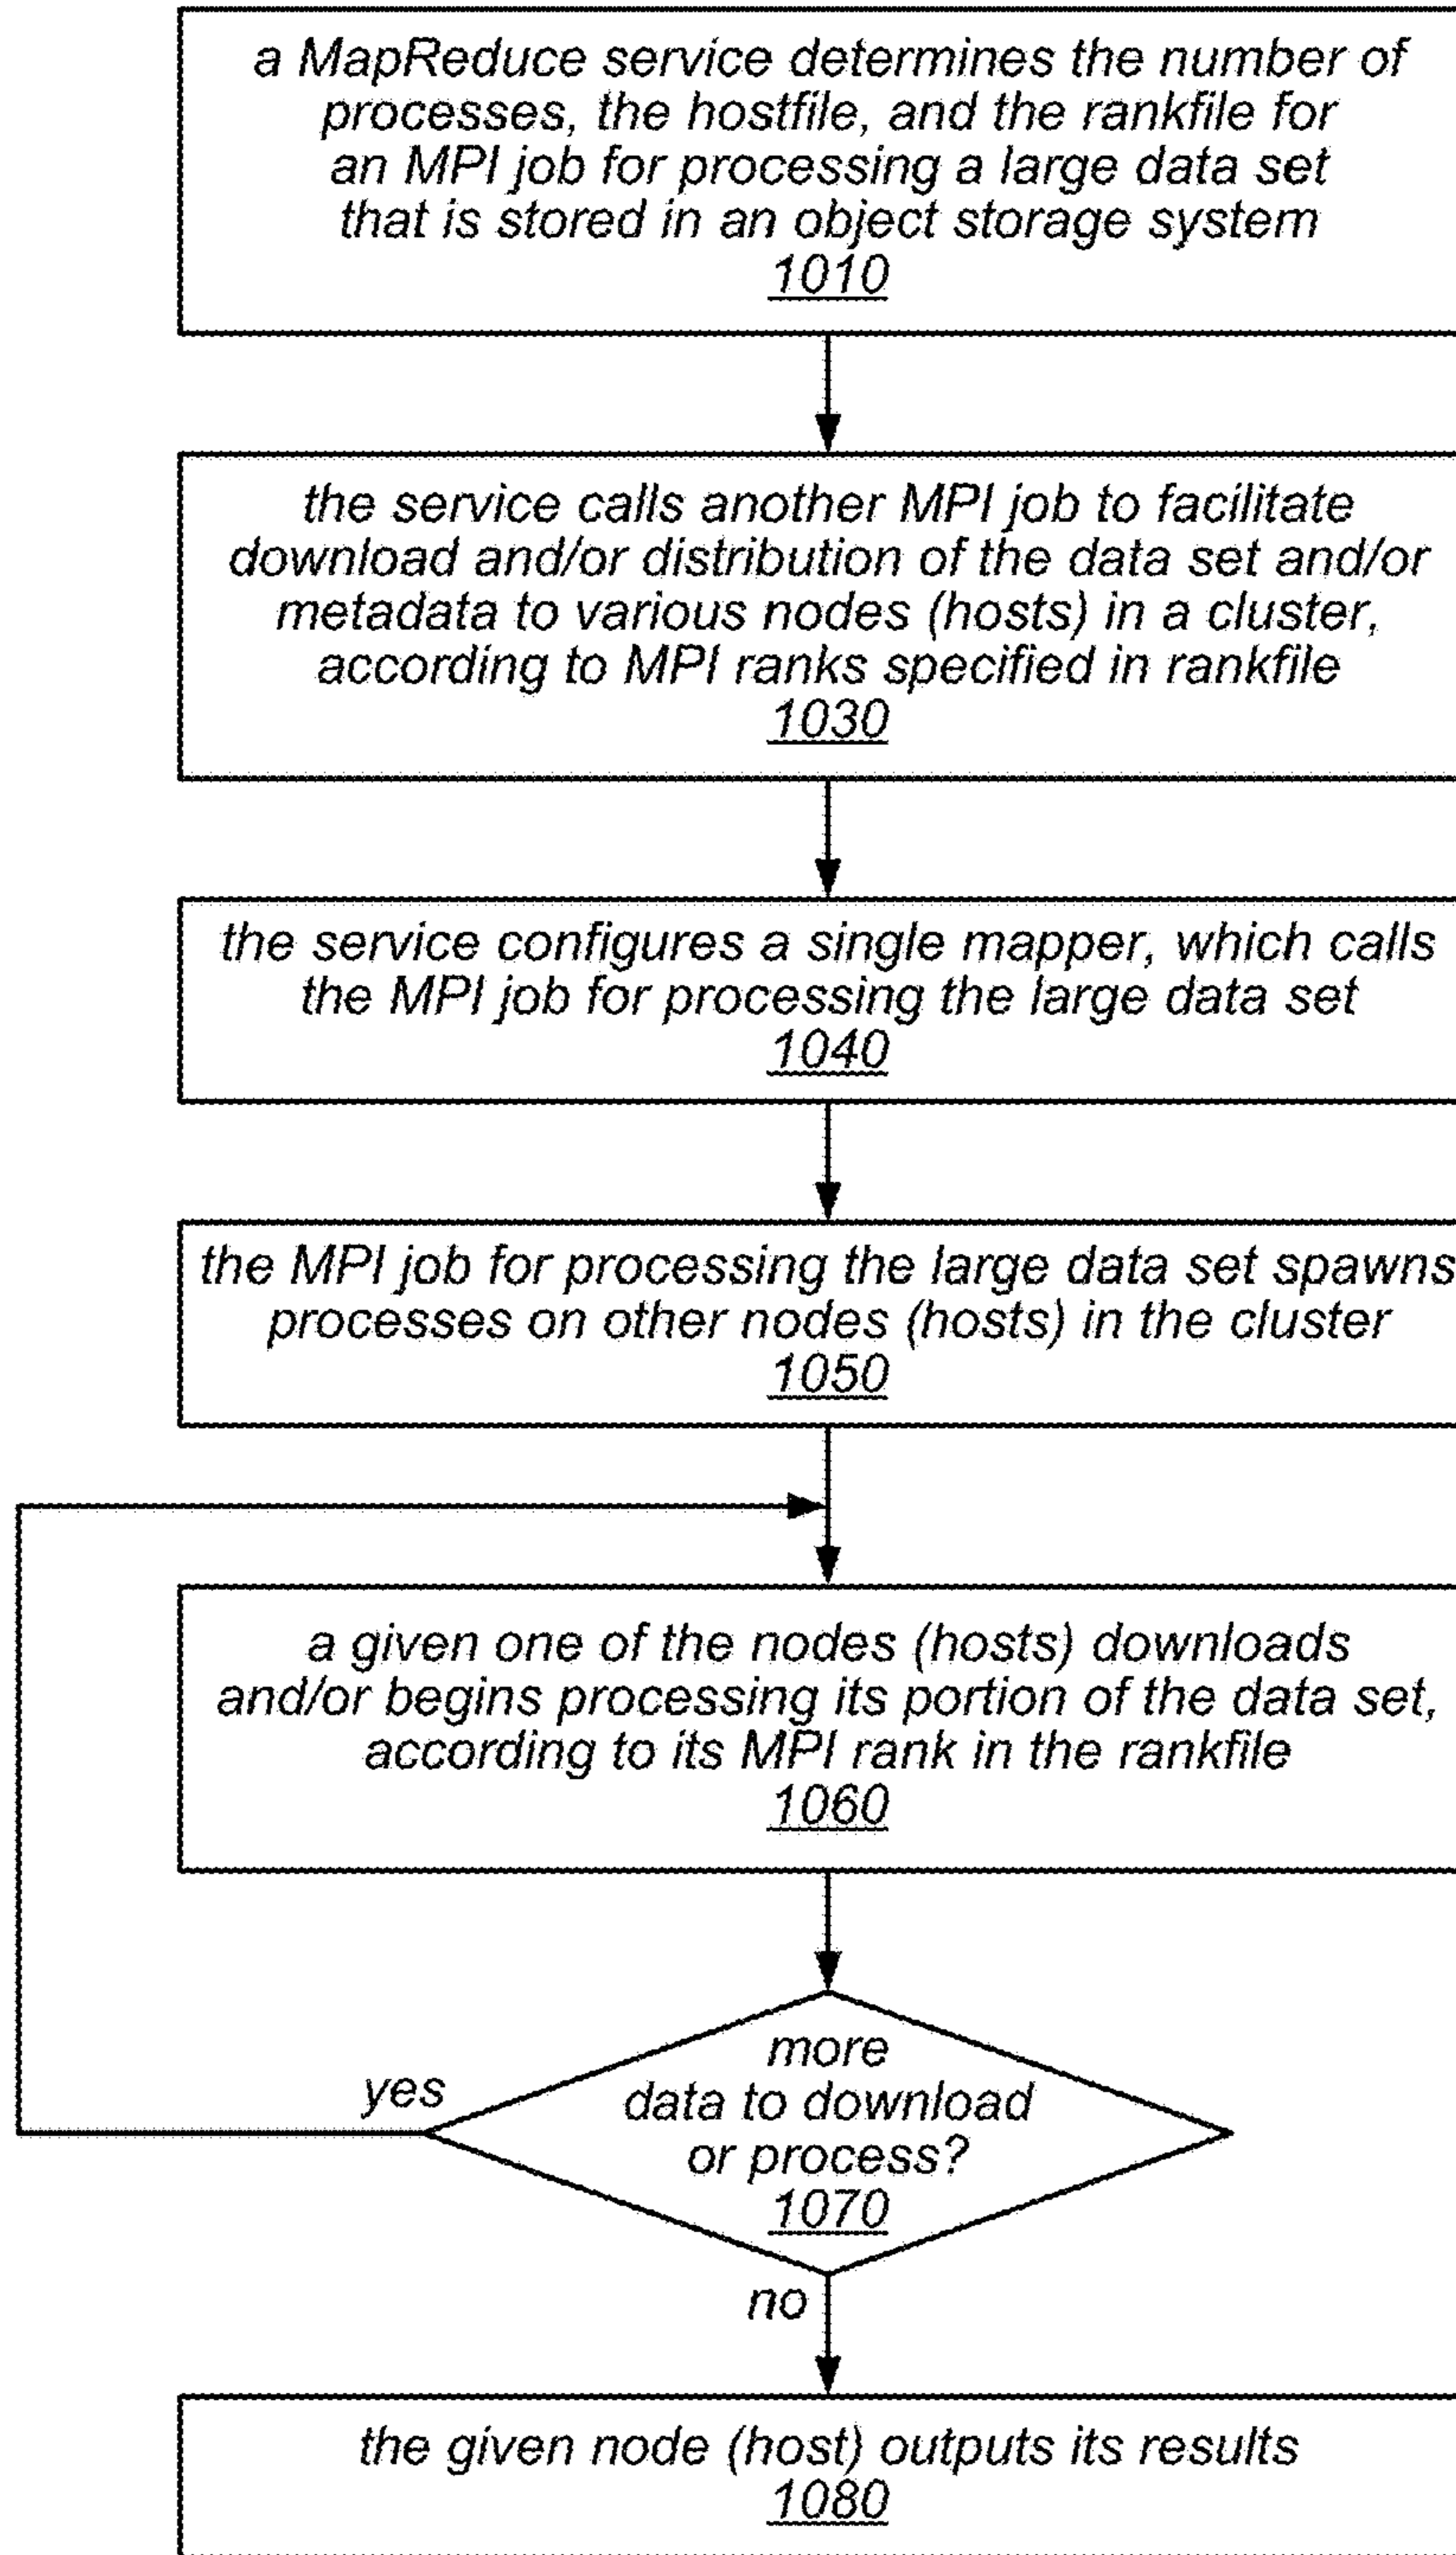 a MapReduce service determines the number of
processes, the hostfile, and the rankfile for
an MPI job for processing a large data set
that is stored in an object storage system
1010
the service calls another MPI job to facilitate
download and/or distribution of the data set and/or
metadata to various nodes (hosts) in a cluster,
according to MPI ranks specified in rankfile
1030
the service configures a single mapper, which calls
the MPI job for processing the large data set
1040
the MPI job for processing the large data set spawns
processes on other nodes (hosts) in the cluster
1050
a given one of the nodes (hosts) downloads
and/or begins processing its portion of the data set,
according to its MPI rank in the rankfile
1060
more
yes
data to download
or process?
1070
no
the given node (host) outputs its results
1080